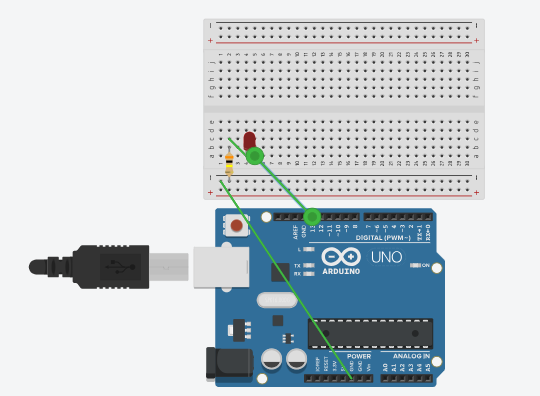 − −
+ +
j j
i i
h h
g g
f f
e e
d d
c c
b b
a a
− −
+ +
AREF
GND
13
12
~11
~10
~9
8
7
~6
~5
4
~3
2
TX→1
RX←0
DIGITAL (PWM~)
L
TX
RX
UNO
ARDUINO
ON
IOREF
RESET
3.3V
GND
GND
Vin
POWER
ANALOG IN
A0
A1
A2
A3
A4
A5